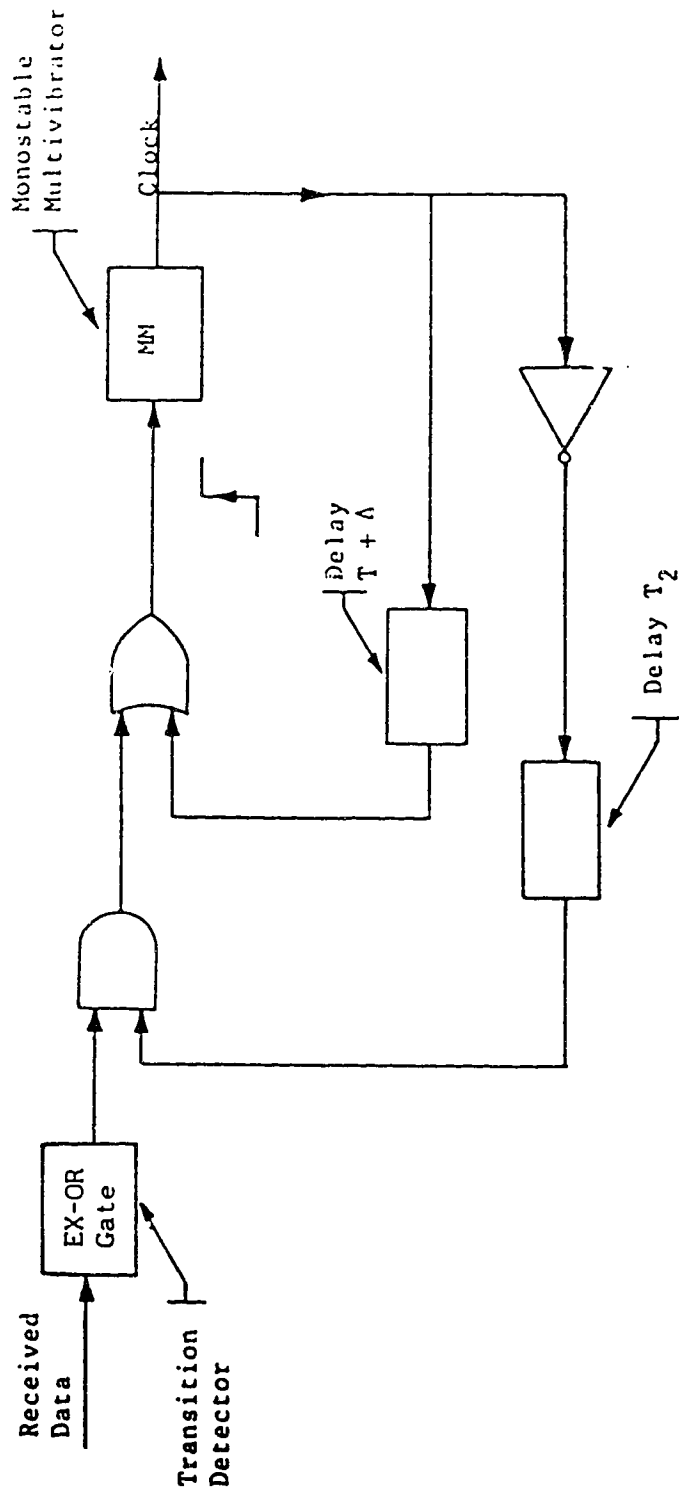 Received
Data
EX-OR
Gate
Transition
Detector
Monostable
Multivibrator
MM
Clock
Delay
T + Δ
Delay T₂